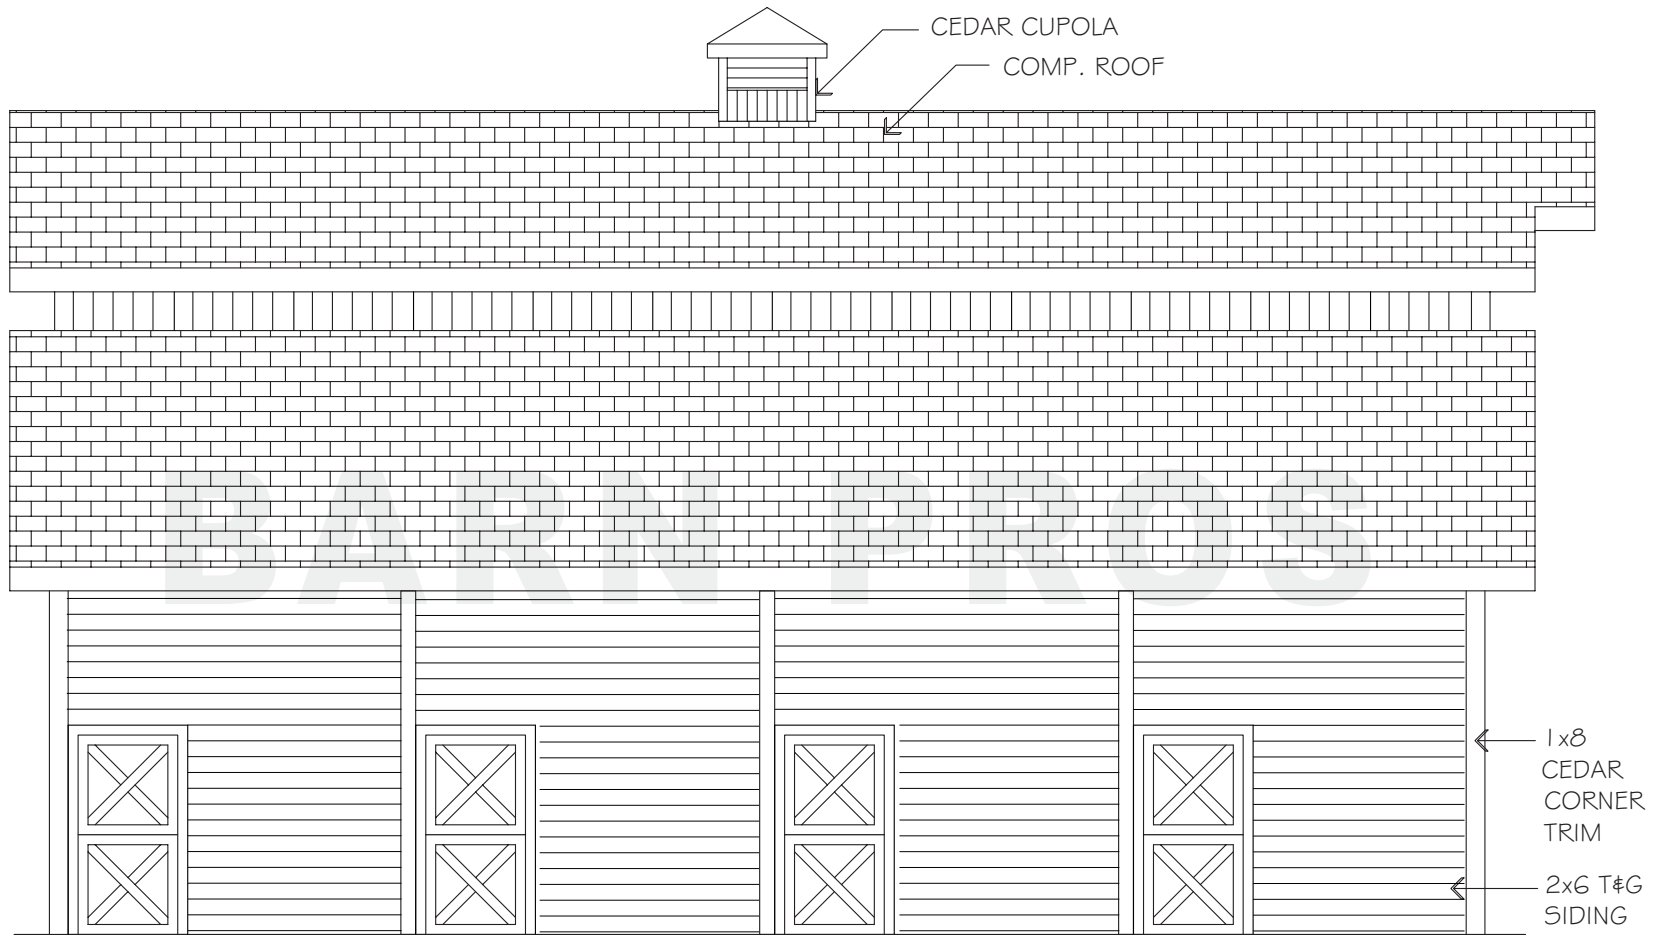 CEDAR CUPOLA
COMP. ROOF
BARN PROS
1x8
CEDAR
CORNER
TRIM
2x6 T&G
SIDING